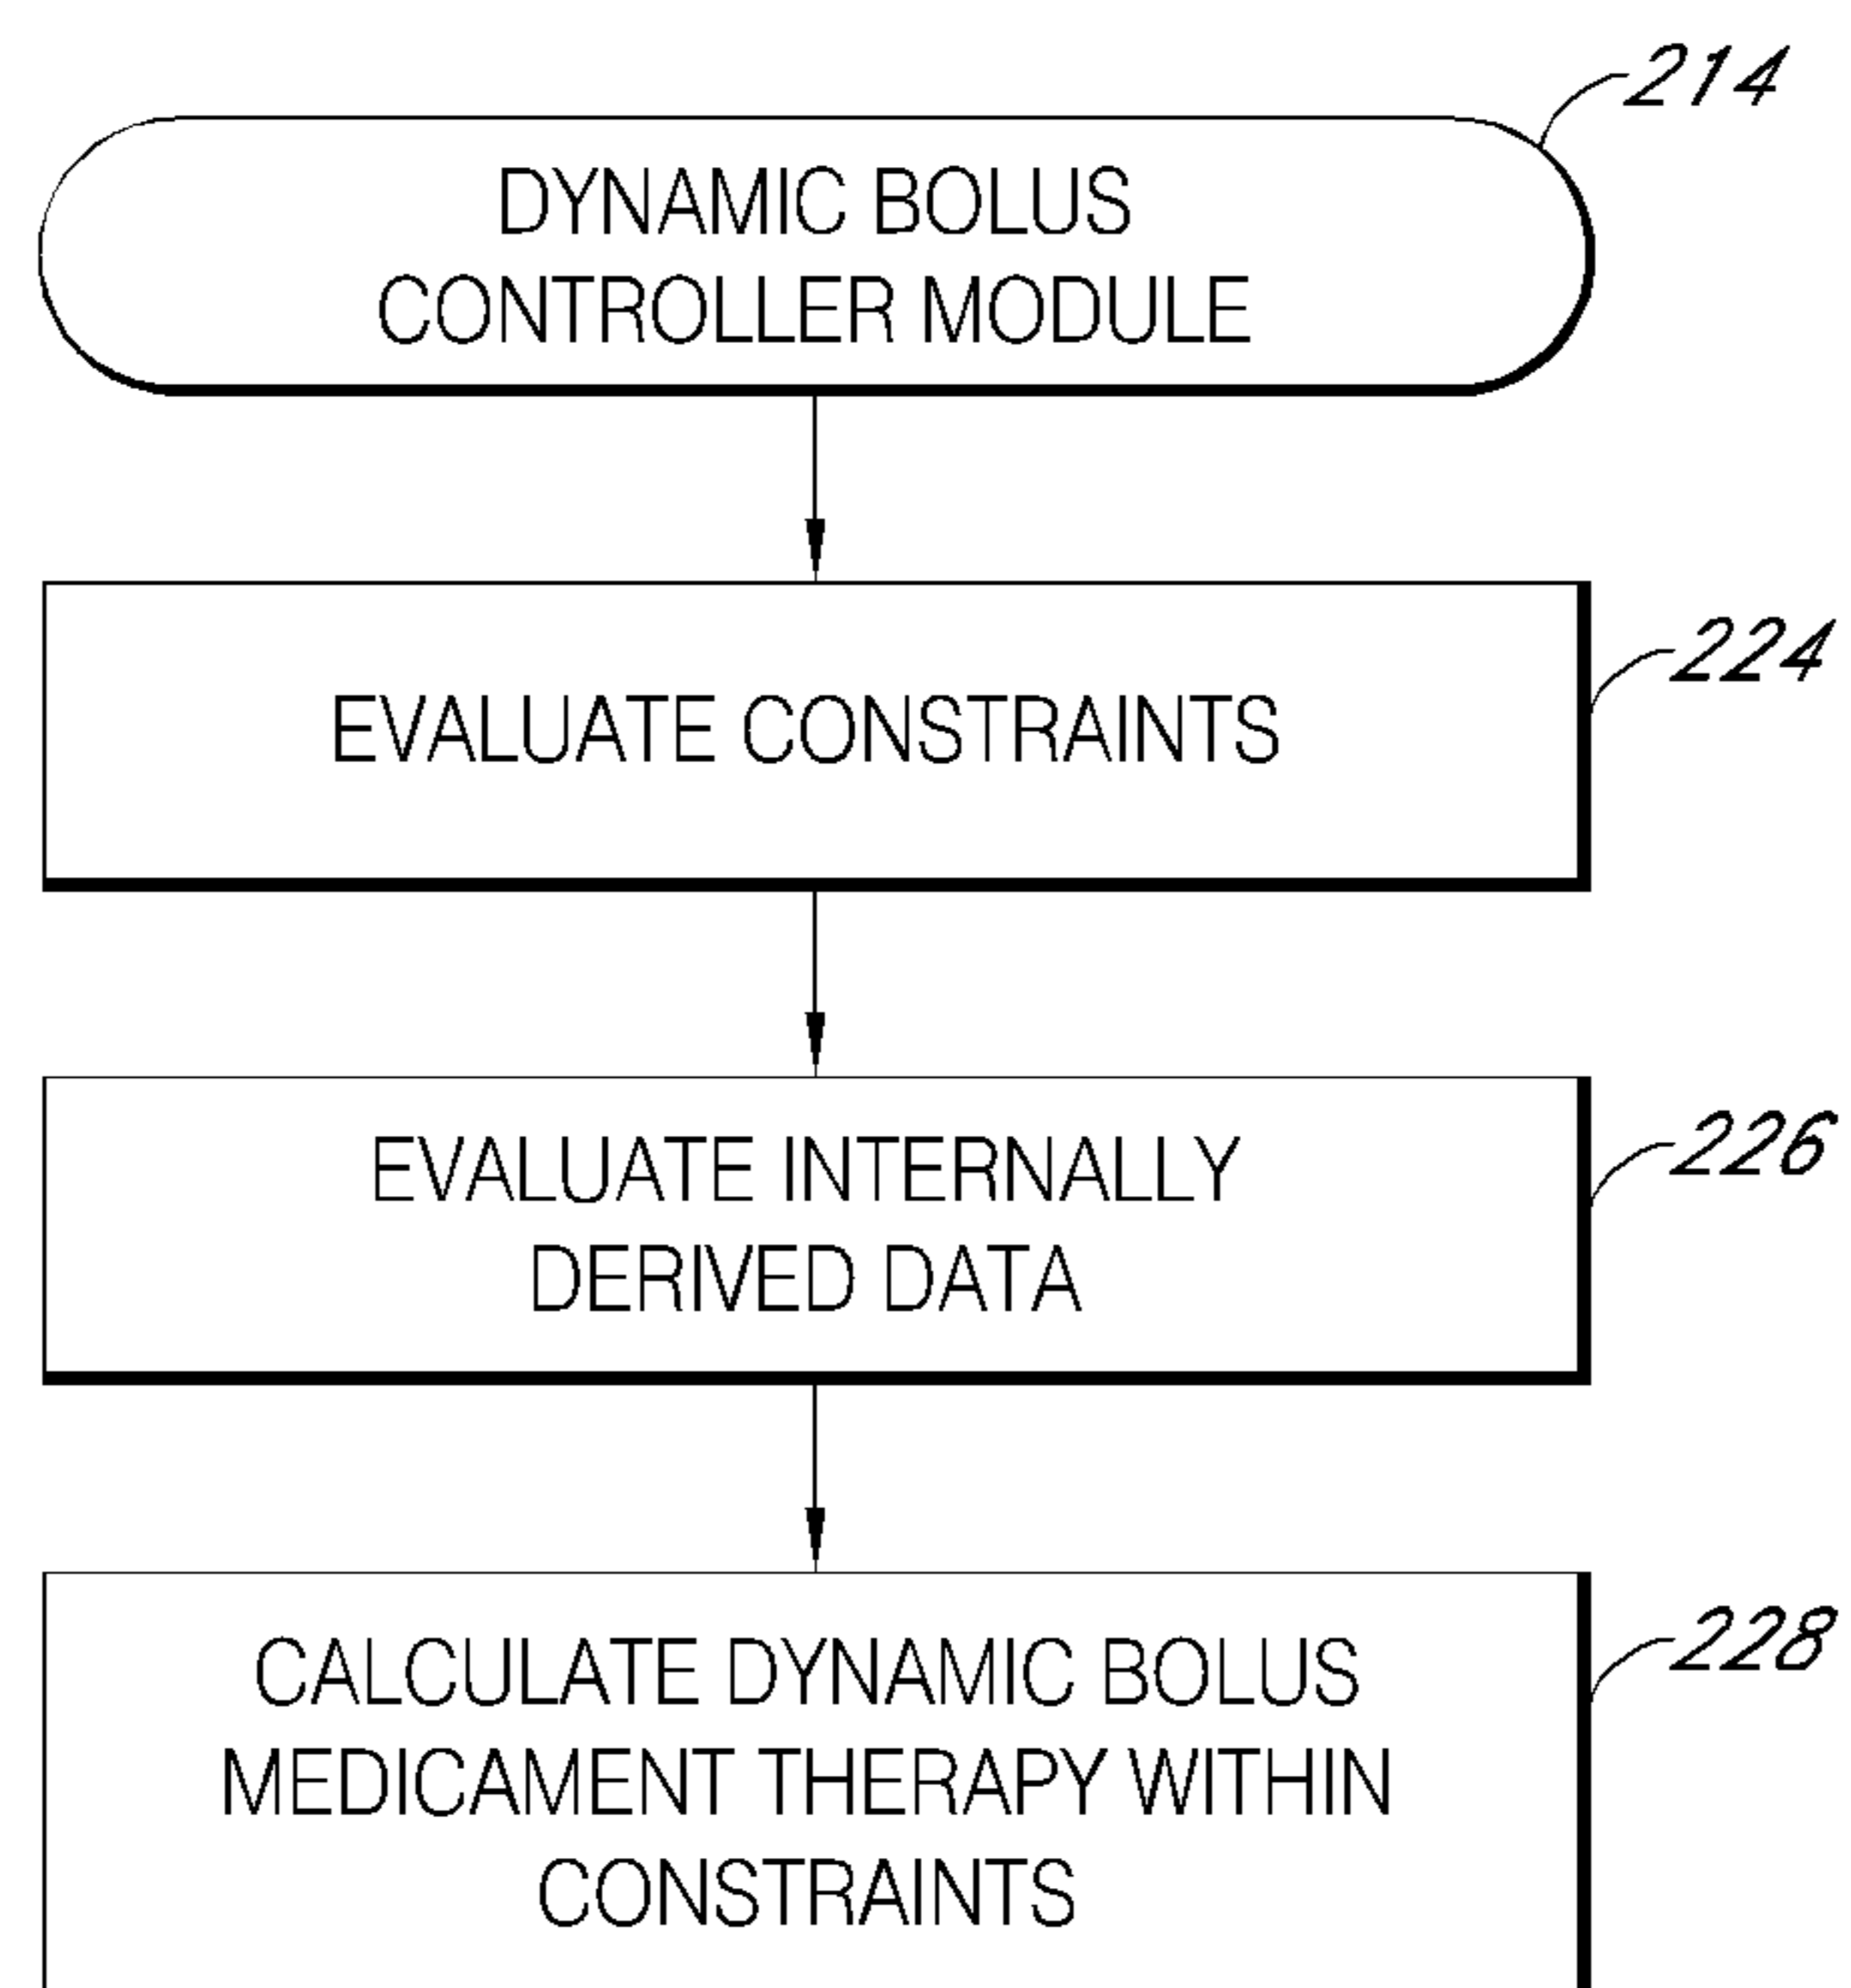 214
DYNAMIC BOLUS
CONTROLLER MODULE
224
EVALUATE CONSTRAINTS
226
EVALUATE INTERNALLY
DERIVED DATA
228
CALCULATE DYNAMIC BOLUS
MEDICAMENT THERAPY WITHIN
CONSTRAINTS